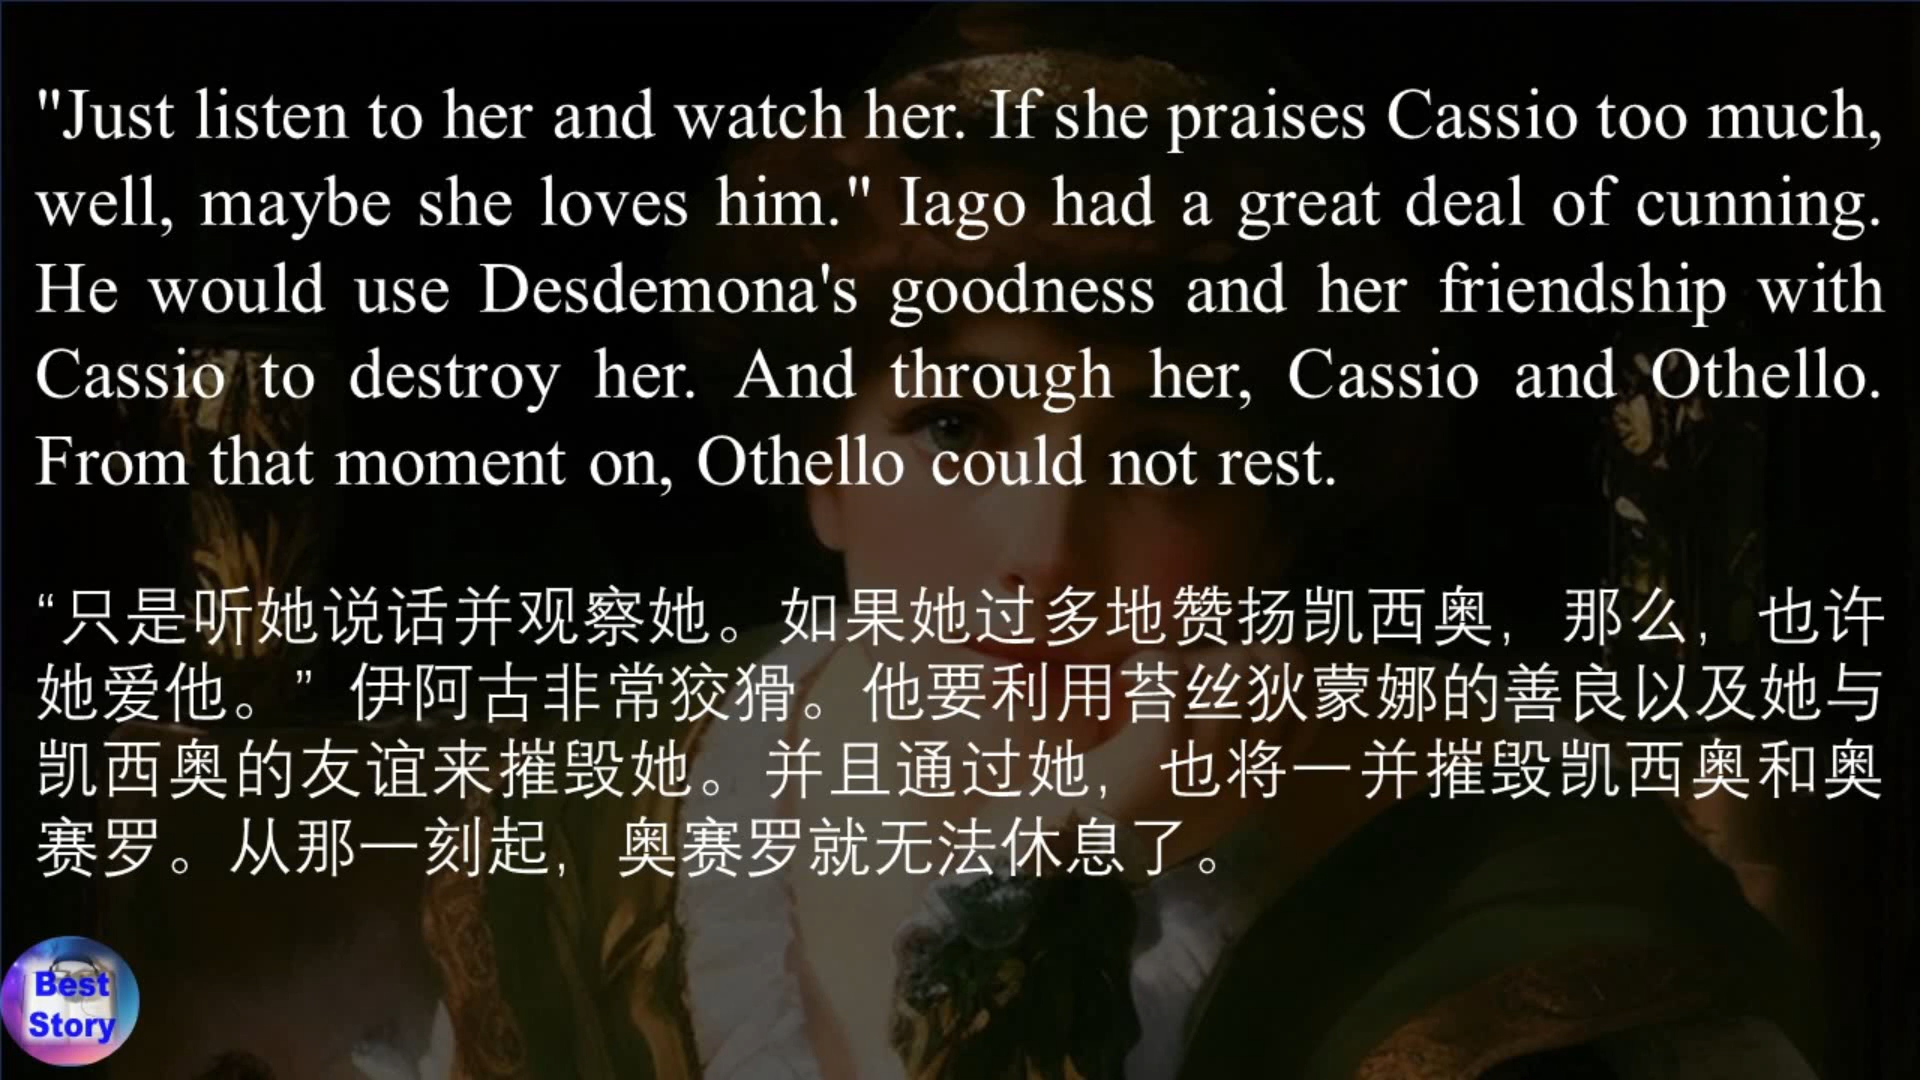 "Just listen to her and watch her. If she praises Cassio too much,
well, maybe she loves him." Iago had a great deal of cunning.
He would use Desdemona's goodness and her friendship with
Cassio to destroy her. And through her, Cassio and Othello.
From that moment on, Othello could not rest.
“只是听她说话并观察她。如果她过多地赞扬凯西奥，那么，也许
她爱他。”伊阿古非常狡猾。他要利用苔丝狄蒙娜的善良以及她与
凯西奥的友谊来摧毁她。并且通过她，也将一并摧毁凯西奥和奥
赛罗。从那一刻起，奥赛罗就无法休息了。
Best
Story